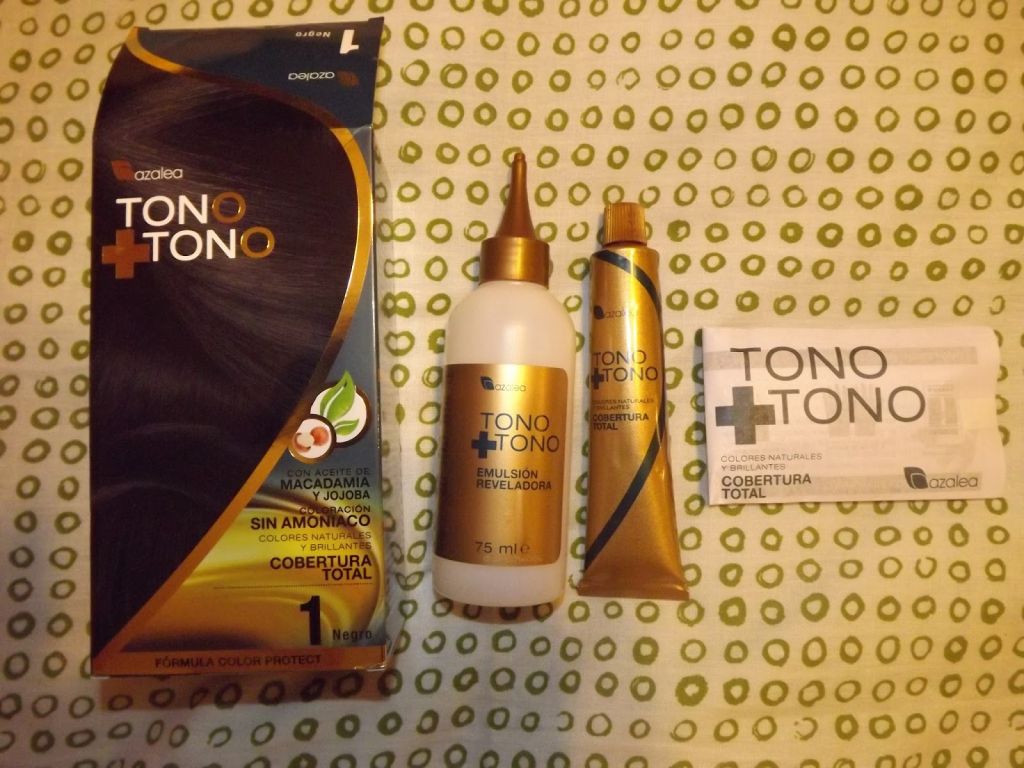 1
Negro
azalea
azalea
TONO
+TONO
CON ACEITE DE
MACADAMIA
Y JOJOBA
COLORACIÓN
SIN AMONÍACO
COLORES NATURALES
Y BRILLANTES
COBERTURA
TOTAL
1 Negro
FÓRMULA COLOR PROTECT
azalea
TONO
+TONO
EMULSIÓN
REVELADORA
75 ml e
azalea
TONO
+TONO
COLORES NATURALES
Y BRILLANTES
COBERTURA
TOTAL
TONO
+TONO
COLORES NATURALES
Y BRILLANTES
COBERTURA
TOTAL
azalea